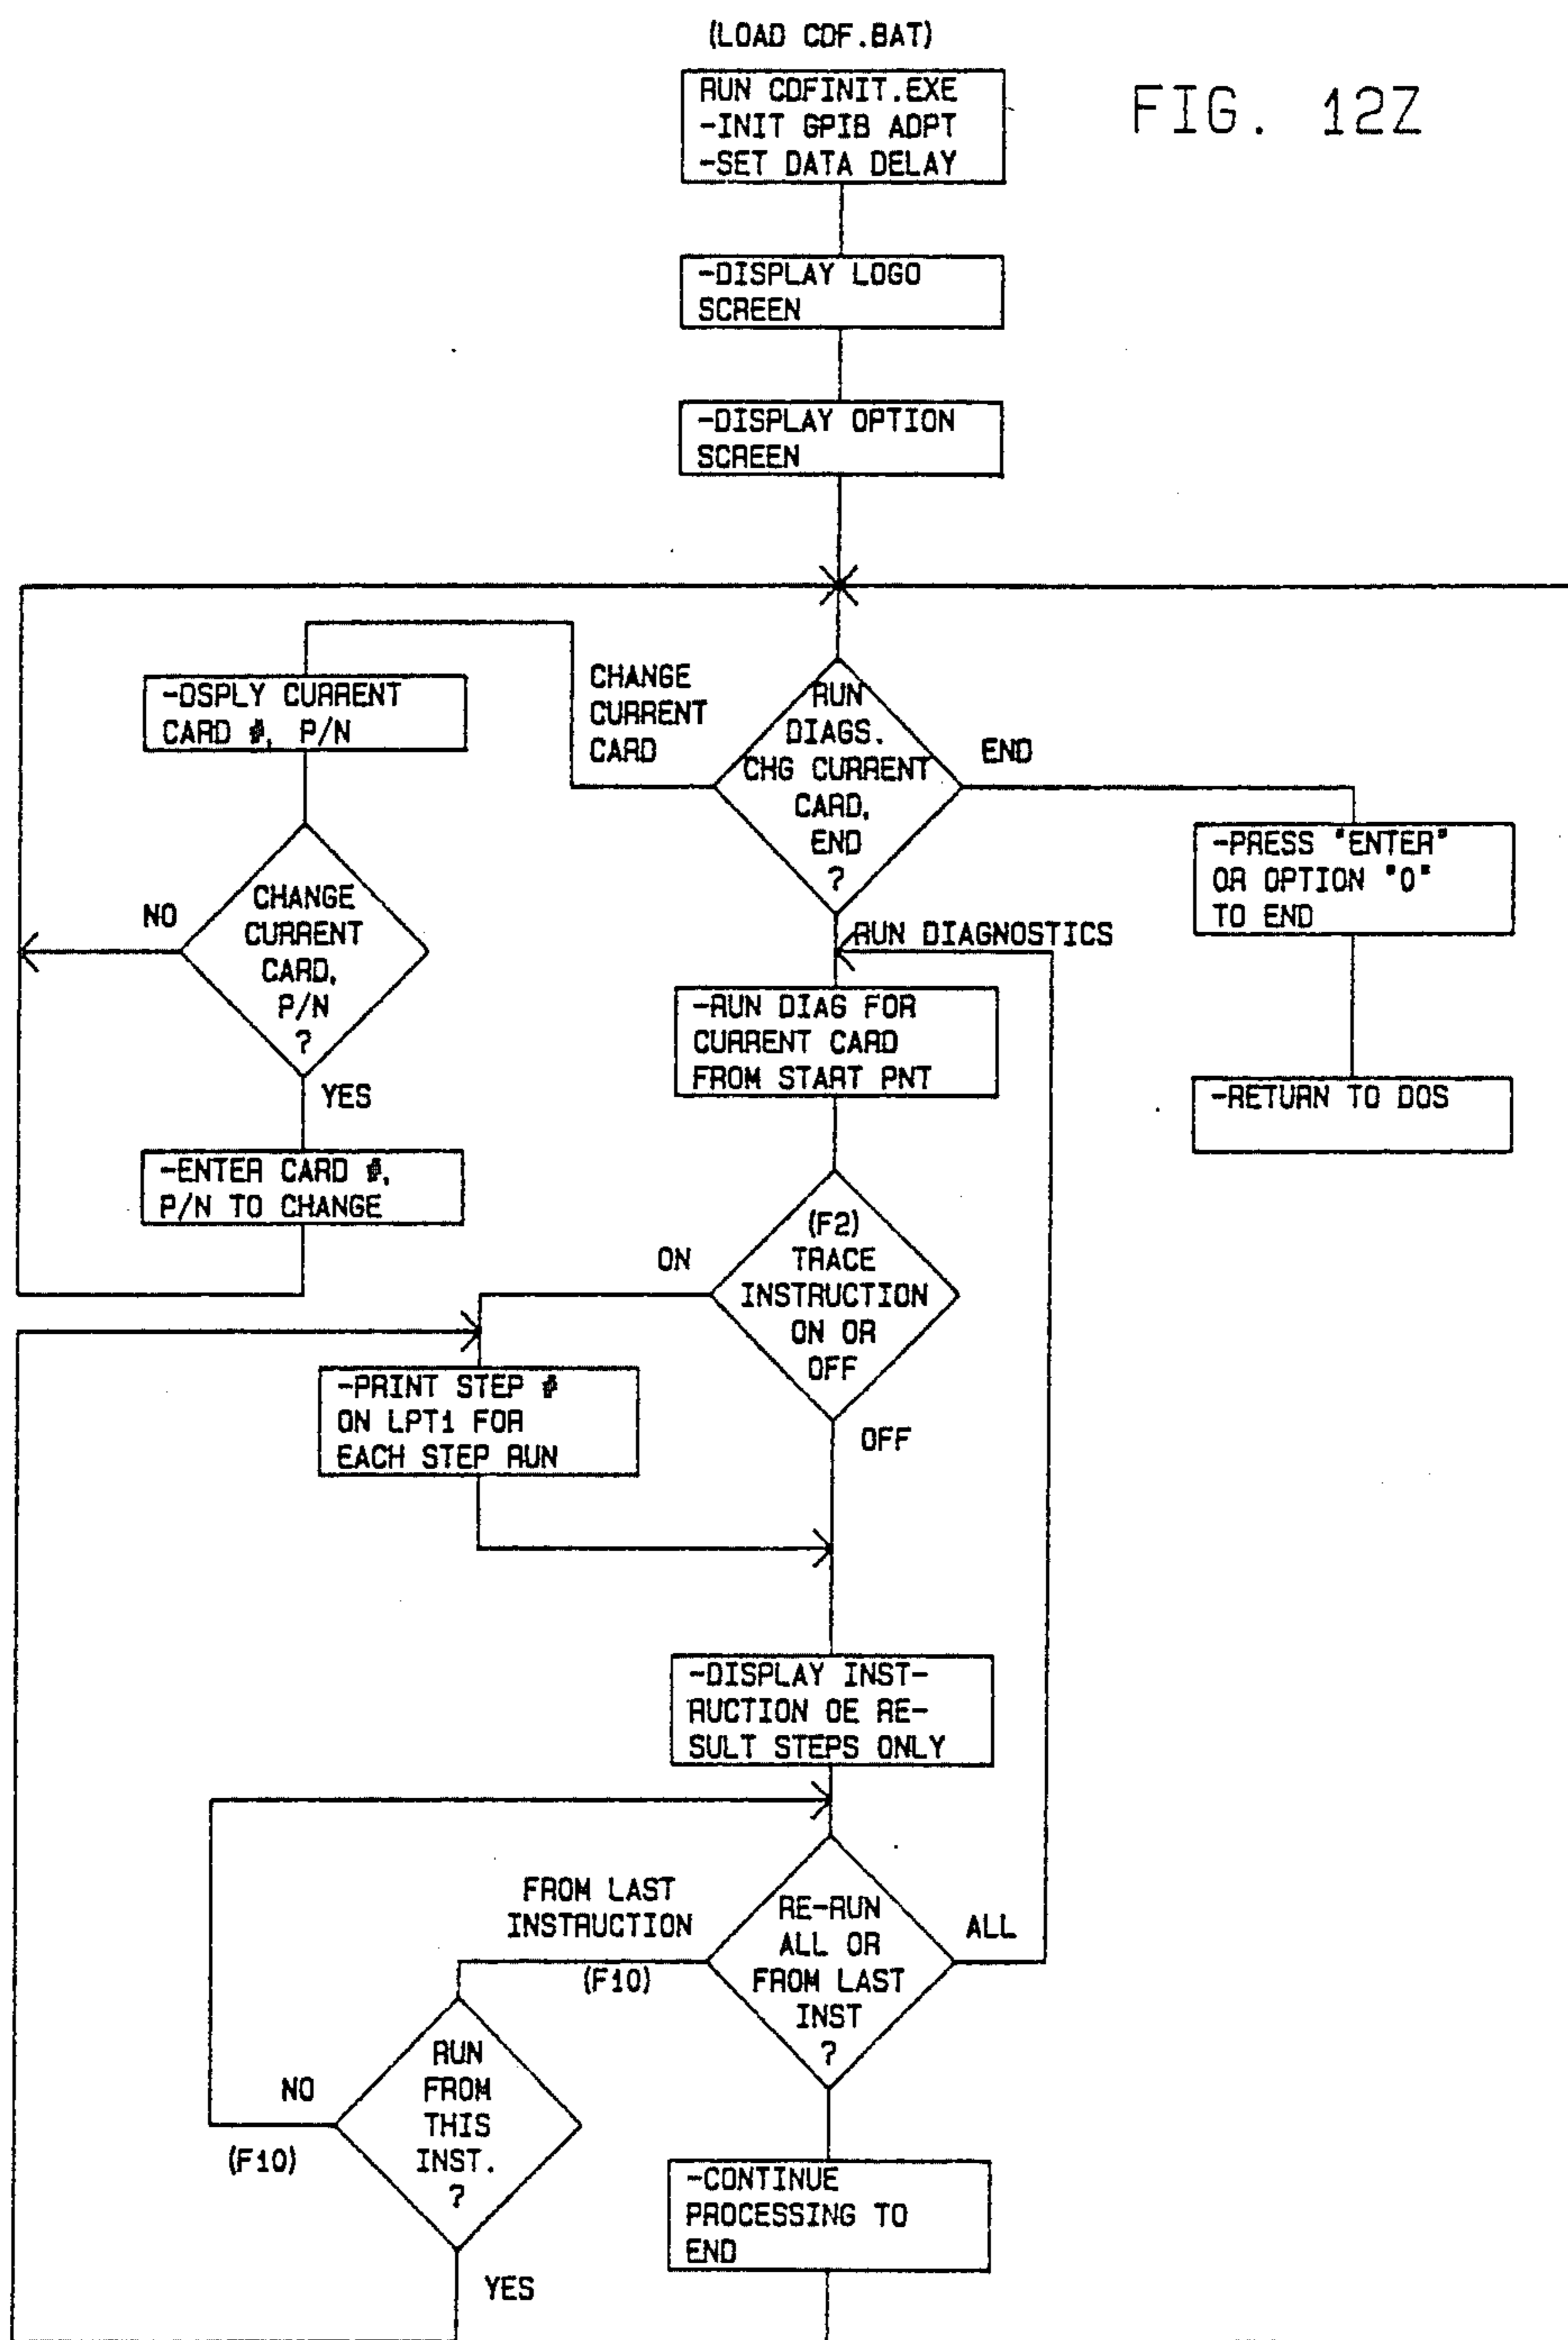 (LOAD CDF.BAT)
RUN CDFINIT.EXE
-INIT GPIB ADPT
-SET DATA DELAY
FIG. 12Z
-DISPLAY LOGO
SCREEN
-DISPLAY OPTION
SCREEN
-DSPLY CURRENT
CARD #, P/N
CHANGE
CURRENT
CARD
RUN
DIAGS.
CHG CURRENT
CARD,
END
?
END
-PRESS "ENTER"
OR OPTION "0"
TO END
-RETURN TO DOS
CHANGE
CURRENT
CARD,
P/N
?
NO
YES
-ENTER CARD #,
P/N TO CHANGE
RUN DIAGNOSTICS
-RUN DIAG FOR
CURRENT CARD
FROM START PNT
(F2)
TRACE
INSTRUCTION
ON OR
OFF
ON
OFF
-PRINT STEP #
ON LPT1 FOR
EACH STEP RUN
-DISPLAY INST-
RUCTION OE RE-
SULT STEPS ONLY
RE-RUN
ALL OR
FROM LAST
INST
?
ALL
FROM LAST
INSTRUCTION
(F10)
RUN
FROM
THIS
INST.
?
NO
(F10)
YES
-CONTINUE
PROCESSING TO
END